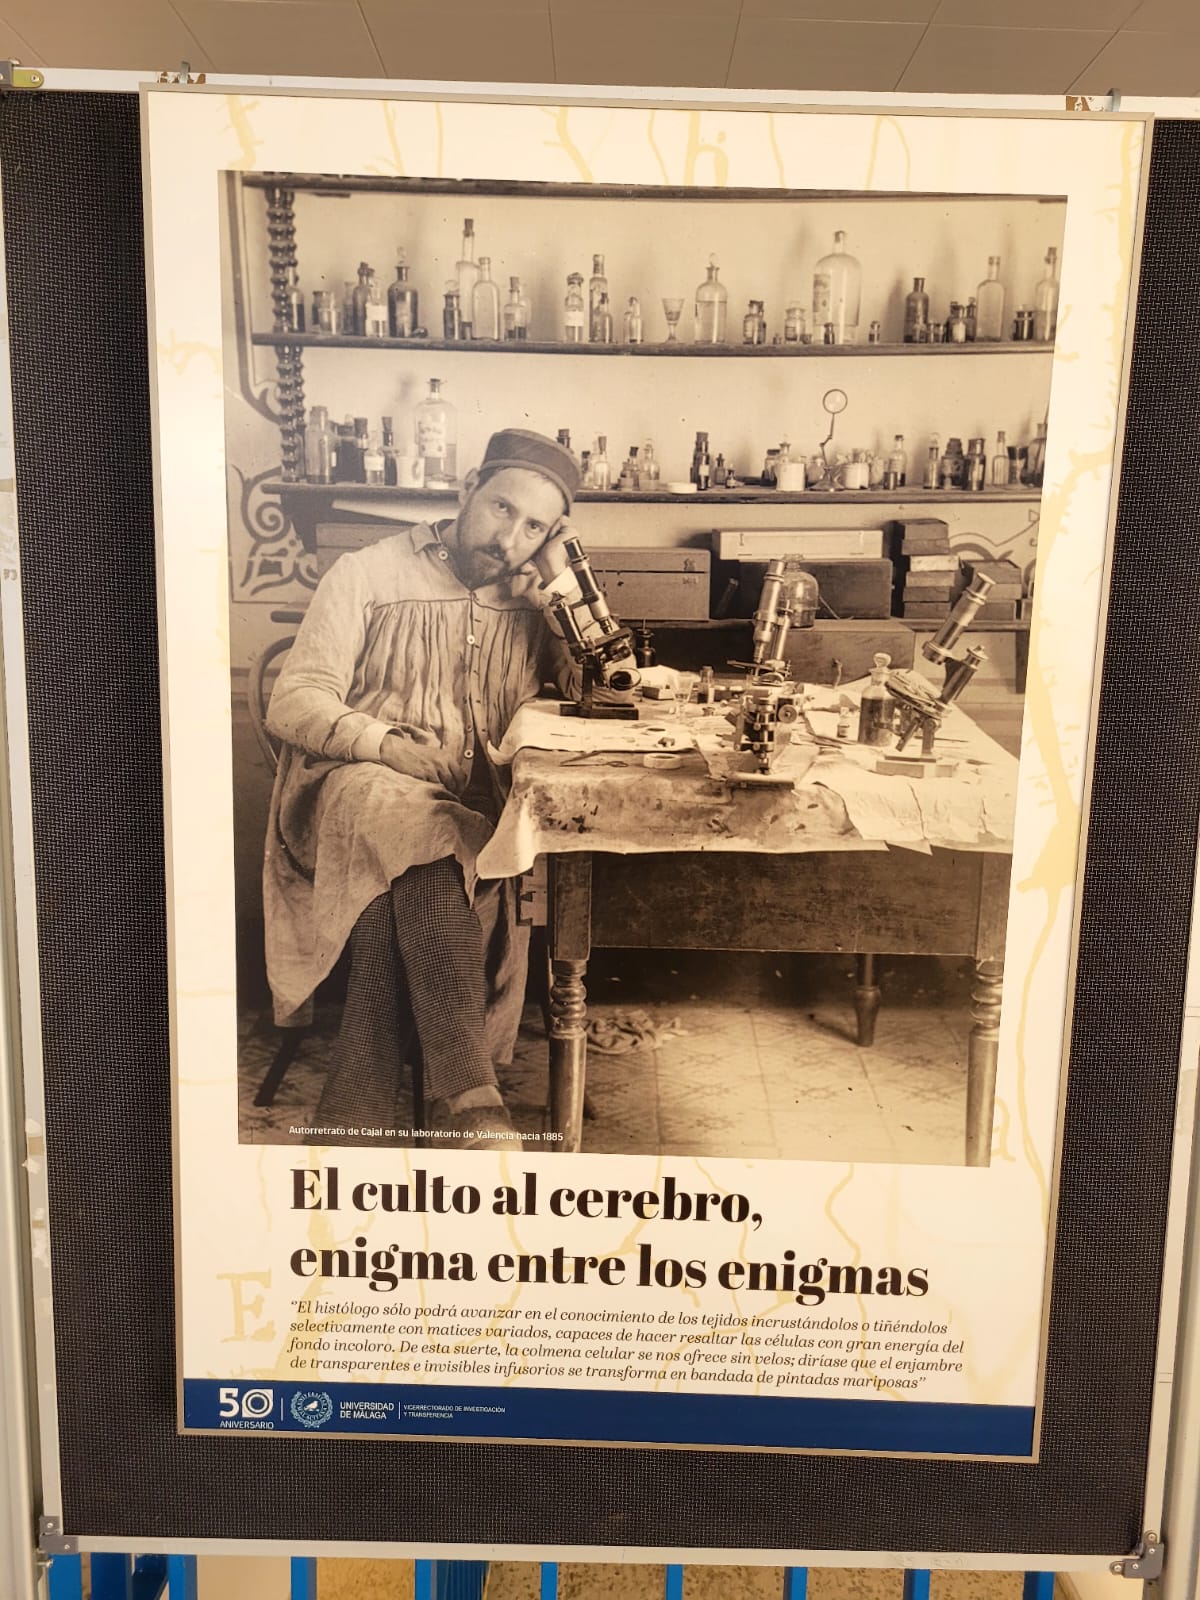 Autorretrato de Cajal en su laboratorio de Valencia hacia 1885
El culto al cerebro,
enigma entre los enigmas
"El histólogo sólo podrá avanzar en el conocimiento de los tejidos incrustándolos o tiñéndolos
selectivamente con matices variados, capaces de hacer resaltar las células con gran energía del
fondo incoloro. De esta suerte, la colmena celular se nos ofrece sin velos; diríase que el enjambre
de transparentes e invisibles infusorios se transforma en bandada de pintadas mariposas"
50
ANIVERSARIO
UNIVERSIDAD
DE MÁLAGA
VICERRECTORADO DE INVESTIGACIÓN
Y TRANSFERENCIA